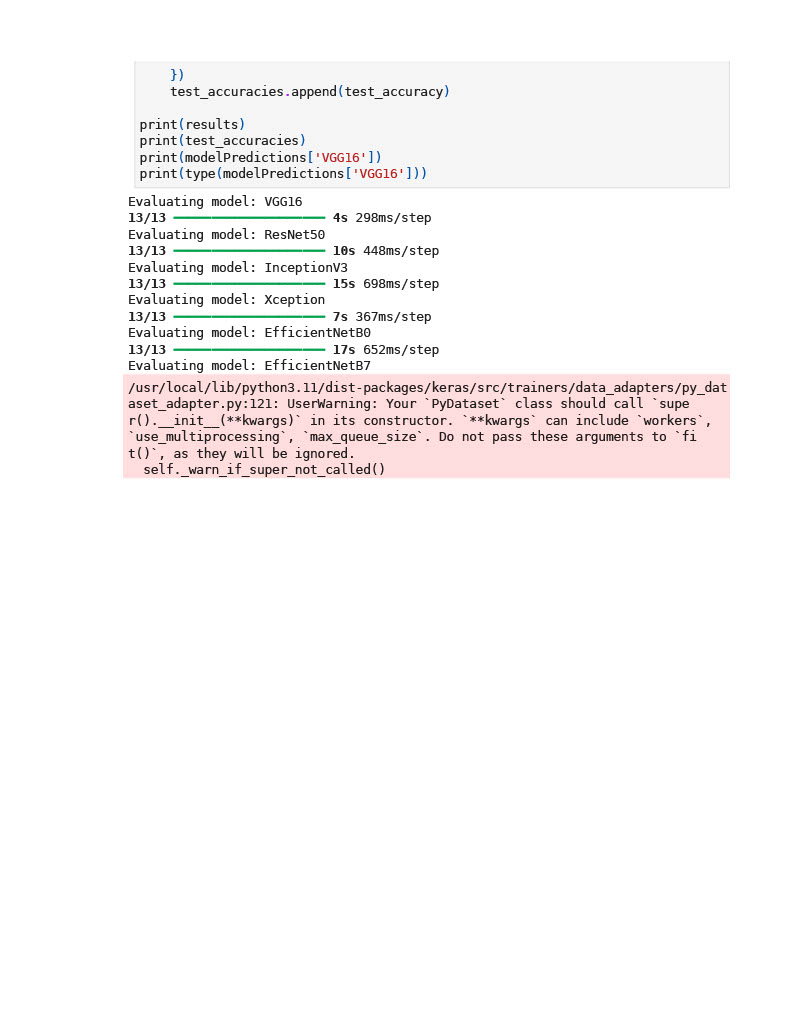 })
    test_accuracies.append(test_accuracy)

print(results)
print(test_accuracies)
print(modelPredictions['VGG16'])
print(type(modelPredictions['VGG16']))
Evaluating model: VGG16
13/13 ━━━━━━━━━━━━━━━━━━━━ 4s 298ms/step
Evaluating model: ResNet50
13/13 ━━━━━━━━━━━━━━━━━━━━ 10s 448ms/step
Evaluating model: InceptionV3
13/13 ━━━━━━━━━━━━━━━━━━━━ 15s 698ms/step
Evaluating model: Xception
13/13 ━━━━━━━━━━━━━━━━━━━━ 7s 367ms/step
Evaluating model: EfficientNetB0
13/13 ━━━━━━━━━━━━━━━━━━━━ 17s 652ms/step
Evaluating model: EfficientNetB7
/usr/local/lib/python3.11/dist-packages/keras/src/trainers/data_adapters/py_dat
aset_adapter.py:121: UserWarning: Your `PyDataset` class should call `supe
r().__init__(**kwargs)` in its constructor. `**kwargs` can include `workers`,
`use_multiprocessing`, `max_queue_size`. Do not pass these arguments to `fi
t()`, as they will be ignored.
  self._warn_if_super_not_called()